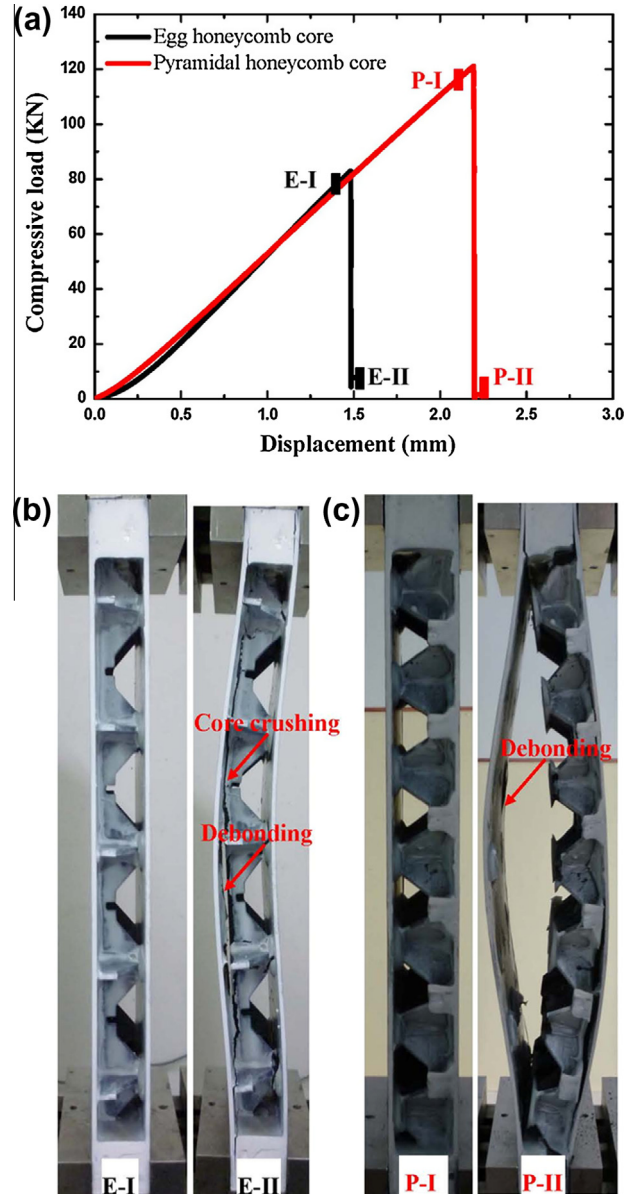 (a)
Egg honeycomb core
Pyramidal honeycomb core
140
120
100
80
60
40
20
0
Compressive load (KN)
P-I
E-I
E-II
P-II
0.0 0.5 1.0 1.5 2.0 2.5 3.0
Displacement (mm)
(b)
(c)
Core crushing
Debonding
Debonding
E-I
E-II
P-I
P-II